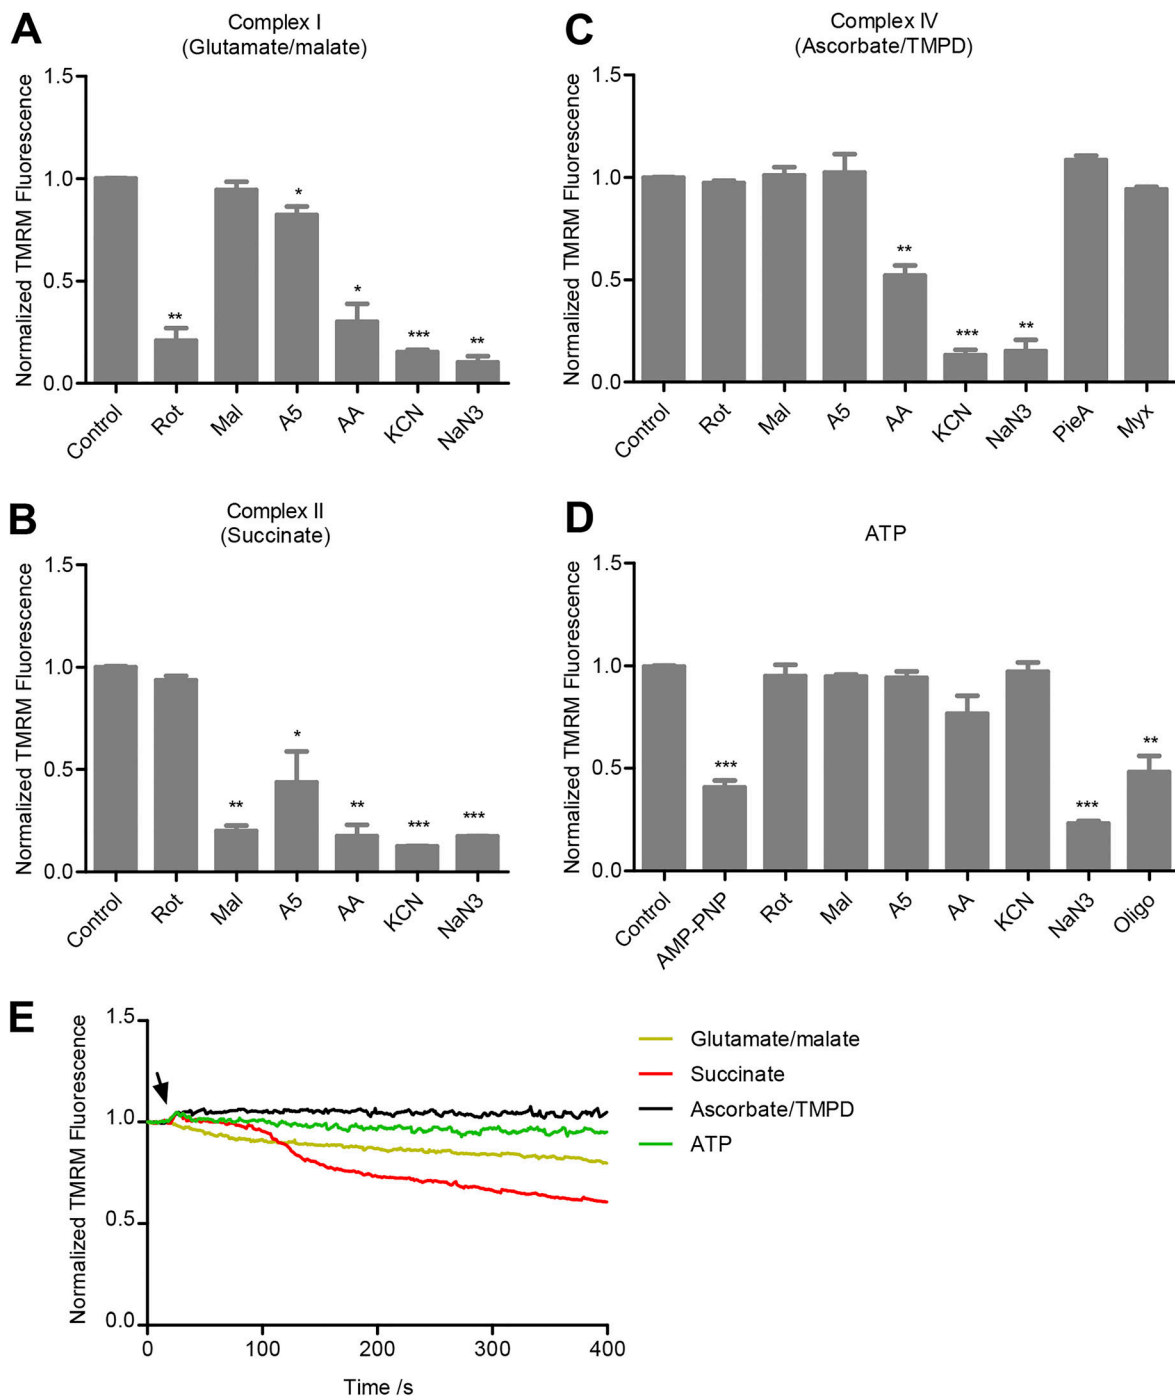 A
Complex I
(Glutamate/malate)
Normalized TMRM Fluorescence
1.5
1.0
0.5
0.0
**
*
*
***
**
Control
Rot
Mal
A5
AA
KCN
NaN3
C
Complex IV
(Ascorbate/TMPD)
Normalized TMRM Fluorescence
1.5
1.0
0.5
0.0
**
***
**
Control
Rot
Mal
A5
AA
KCN
NaN3
PieA
Myx
B
Complex II
(Succinate)
Normalized TMRM Fluorescence
1.5
1.0
0.5
0.0
**
*
**
***
***
Control
Rot
Mal
A5
AA
KCN
NaN3
D
ATP
Normalized TMRM Fluorescence
1.5
1.0
0.5
0.0
***
***
**
Control
AMP-PNP
Rot
Mal
A5
AA
KCN
NaN3
Oligo
E
Normalized TMRM Fluorescence
1.5
1.0
0.5
0.0
0
100
200
300
400
Time /s
Glutamate/malate
Succinate
Ascorbate/TMPD
ATP